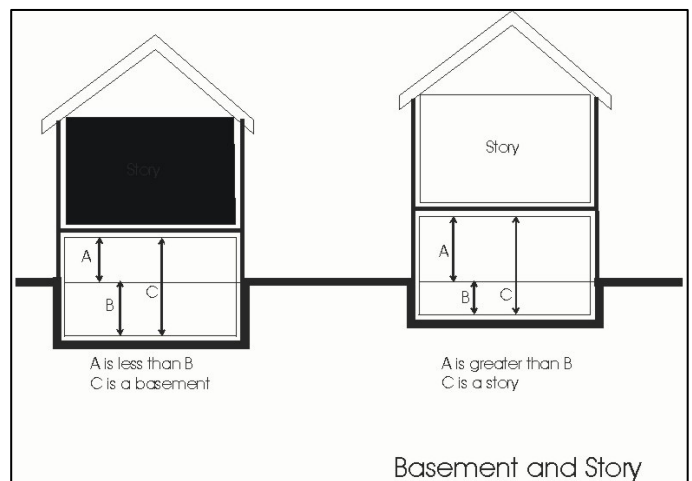 Story
Story
A
B
C
A
B
C
A is less than B
C is a basement
A is greater than B
C is a story
Basement and Story